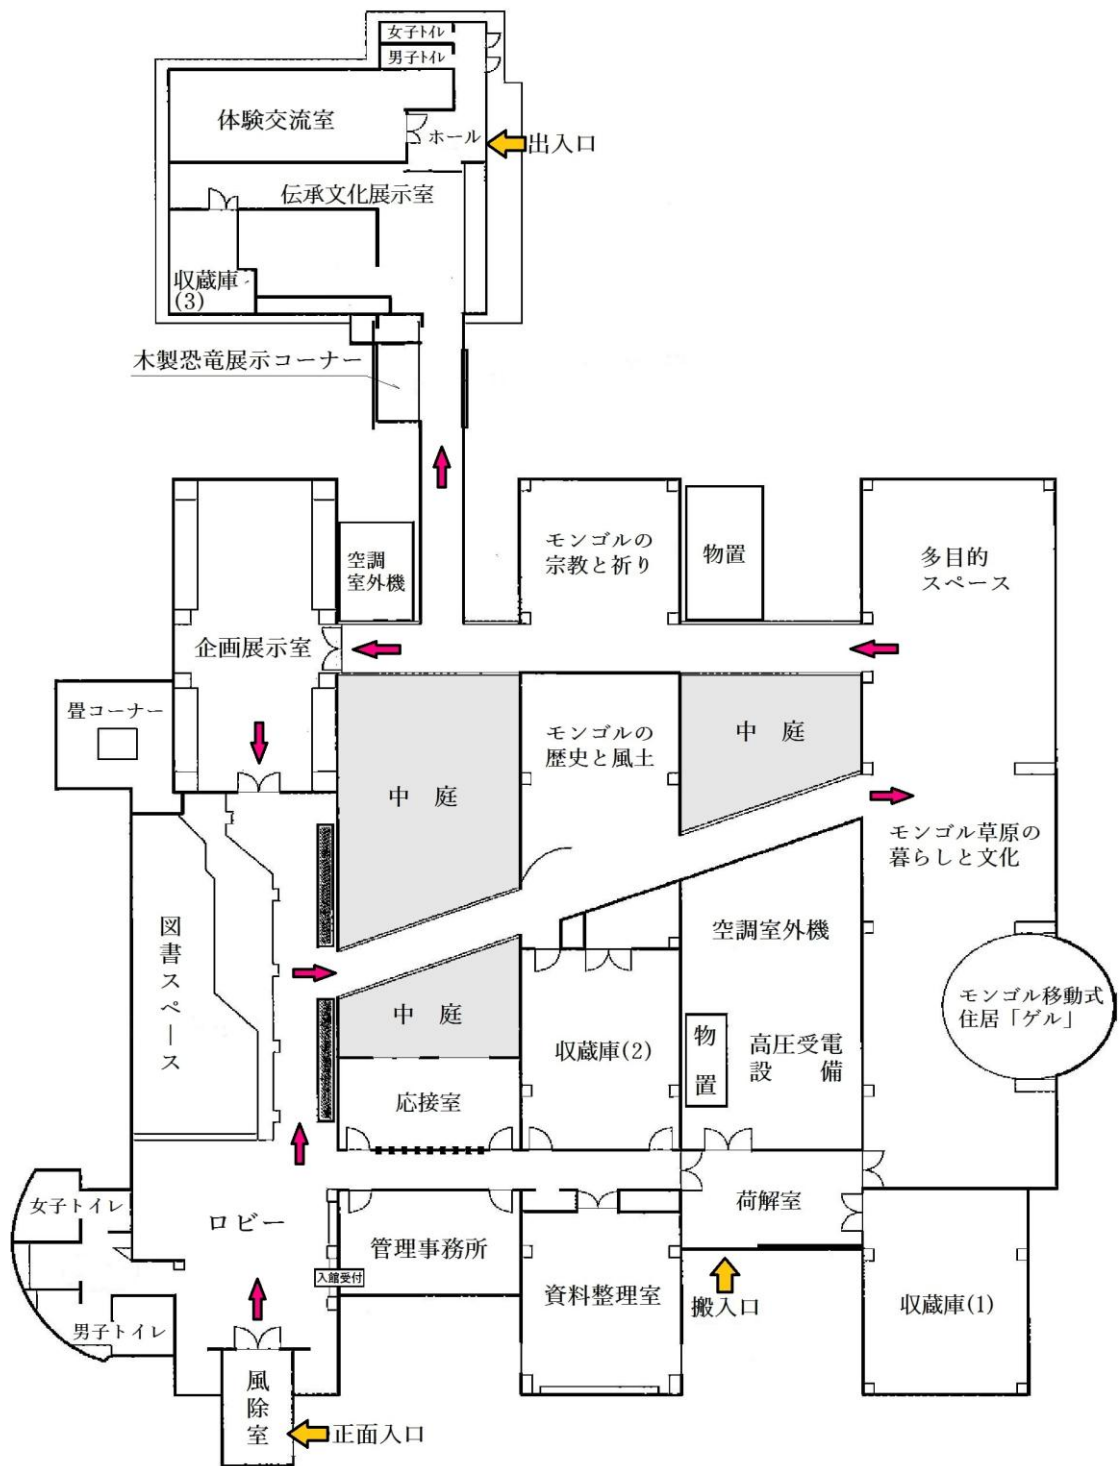 女子トイレ
男子トイレ
体験交流室
ホール
出入口
伝承文化展示室
収蔵庫
(3)
木製恐竜展示コーナー
空調
室外機
モンゴルの
宗教と祈り
物置
多目的
スペース
企画展示室
畳コーナー
中 庭
モンゴルの
歴史と風土
中 庭
モンゴル草原の
暮らしと文化
図書スペース
空調室外機
モンゴル移動式
住居「ゲル」
中 庭
収蔵庫(2)
物置
高圧受電
設 備
応接室
女子トイレ
ロビー
管理事務所
荷解室
入館受付
資料整理室
搬入口
収蔵庫(1)
男子トイレ
風除室
正面入口